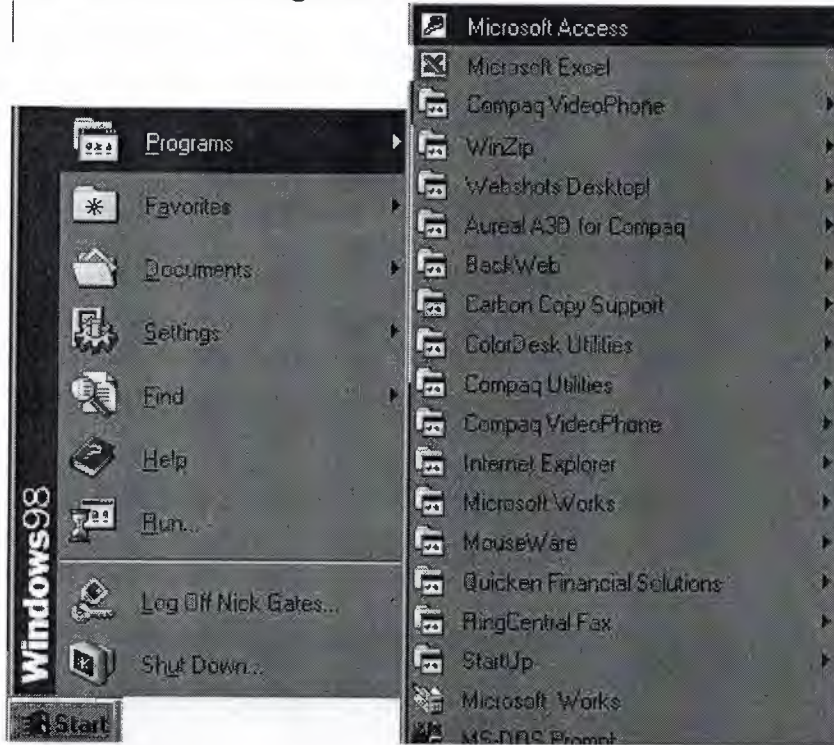 Programs
Favorites
Documents
Settings
Find
Help
Run...
Log Off Nick Gates...
Shut Down...
Windows98
Start
Microsoft Access
Microsoft Excel
Compaq VideoPhone
WinZip
Webshots Desktop!
Aureal A3D for Compaq
BackWeb
Carbon Copy Support
ColorDesk Utilities
Compaq Utilities
Compaq VideoPhone
Internet Explorer
Microsoft Works
MouseWare
Quicken Financial Solutions
RingCentral Fax
StartUp
Microsoft Works
MS-DOS Prompt